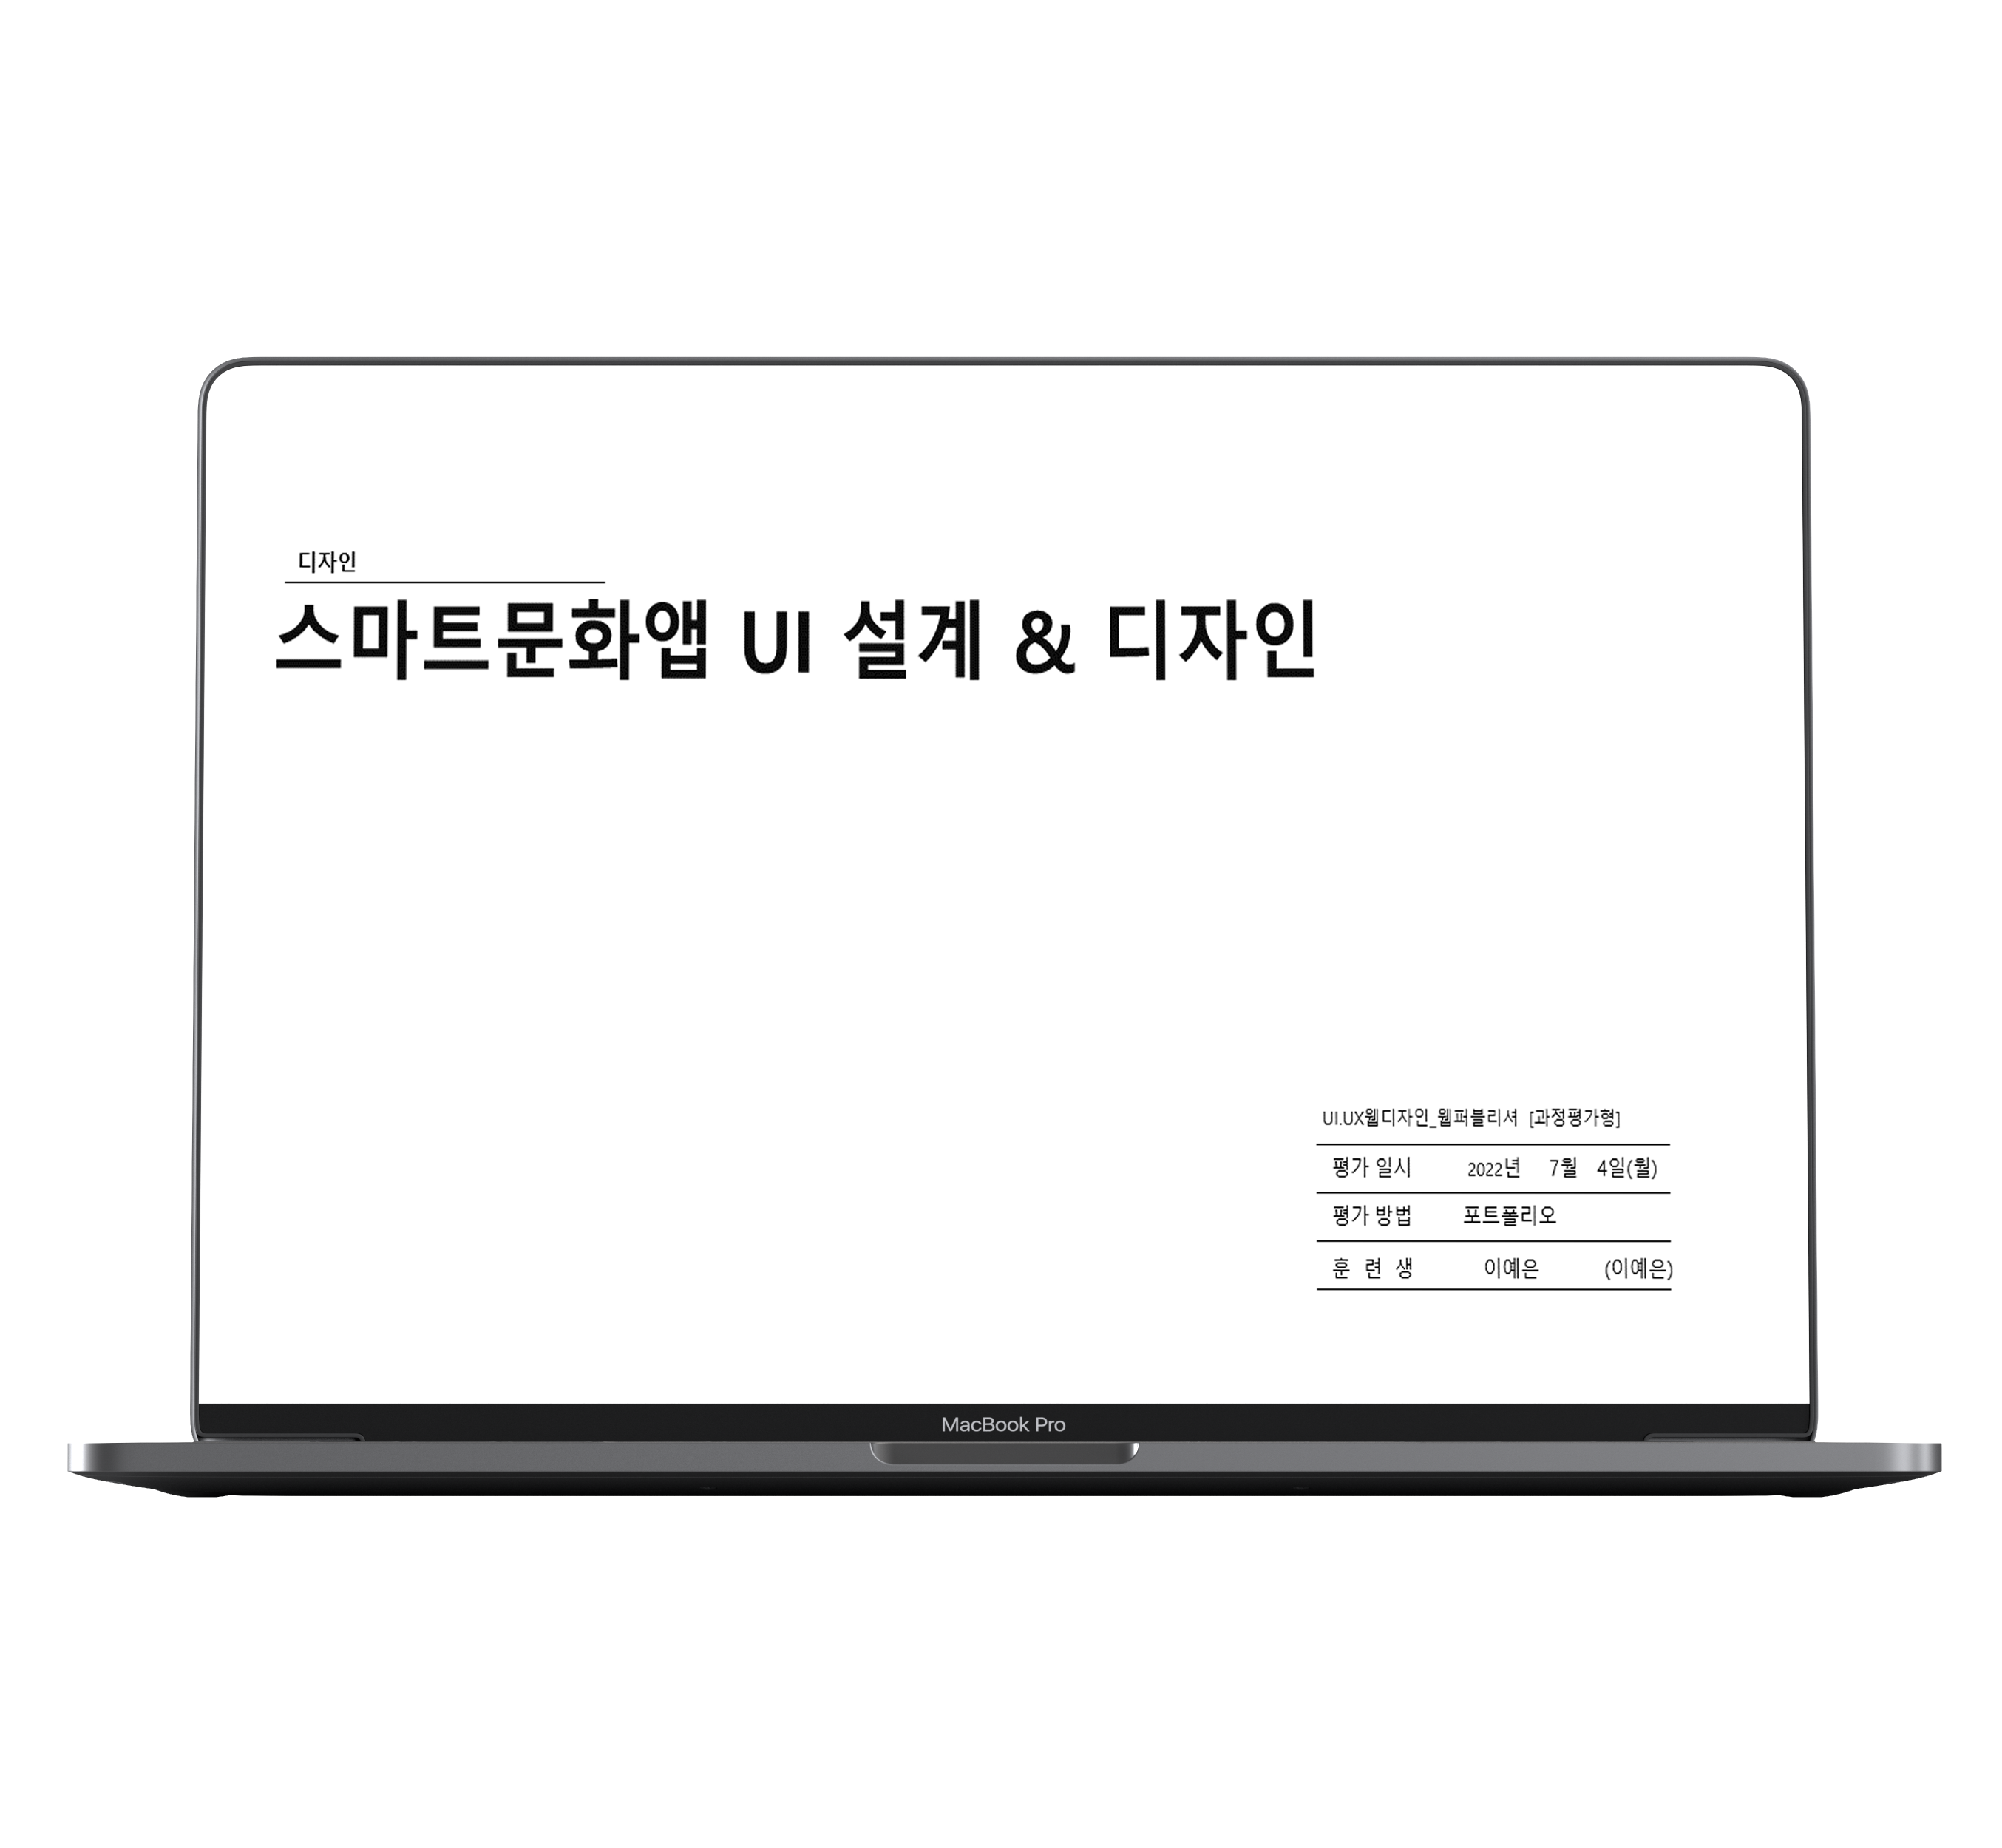 디자인
스마트문화앱 UI 설계 & 디자인
UI.UX웹디자인_웹퍼블리셔 [과정평가형]
평가 일시 2022년 7월 4일(월)
평가 방법 포트폴리오
훈 련 생 이예은 (이예은)
MacBook Pro